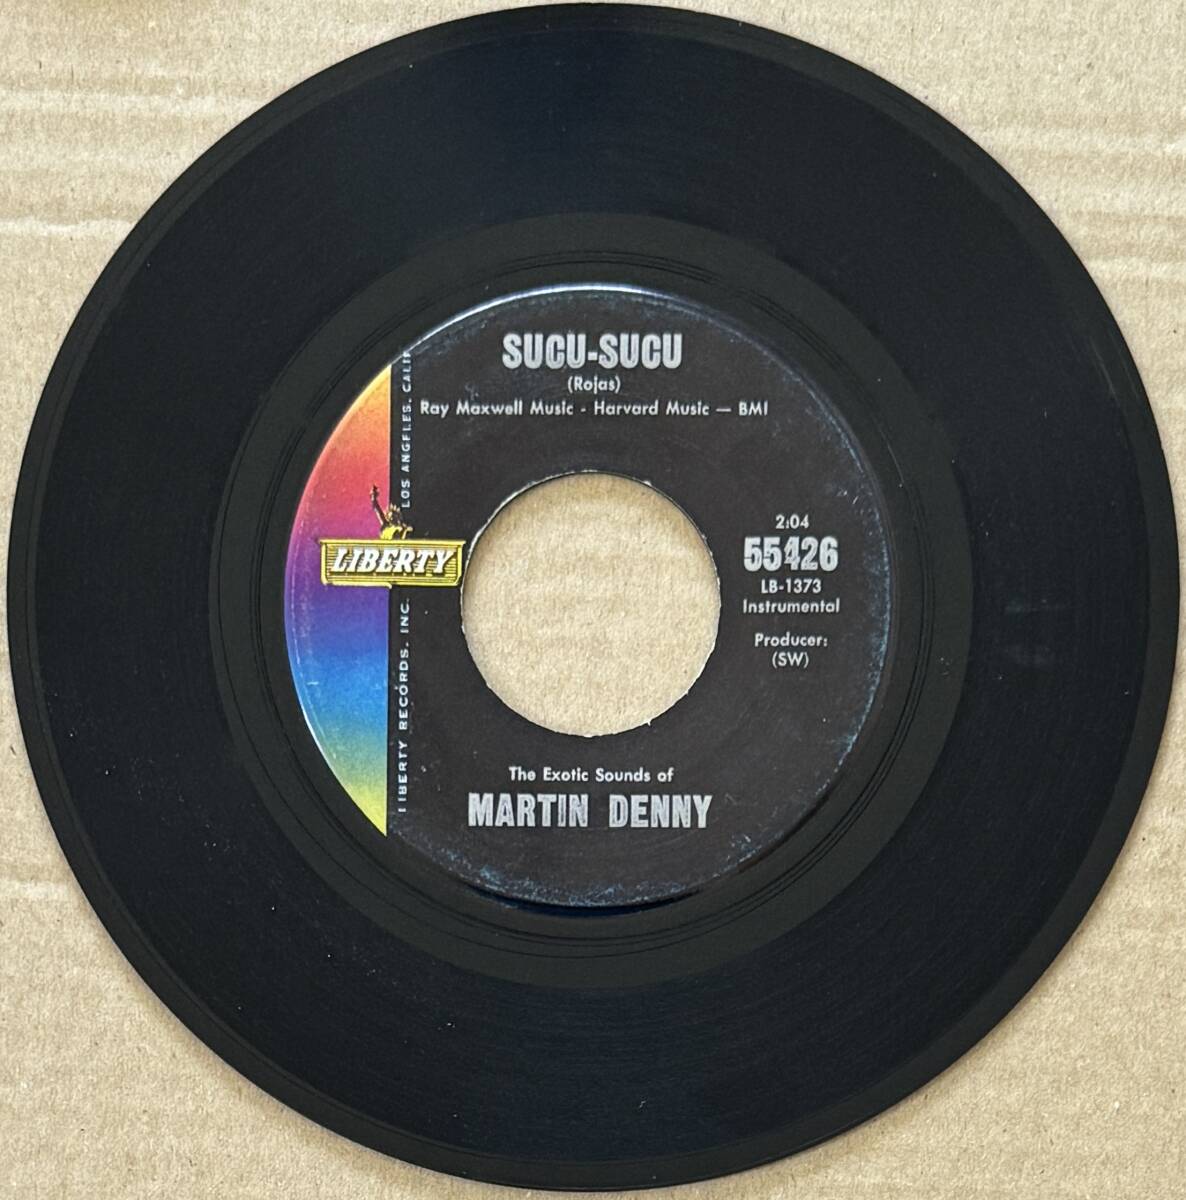 SUCU-SUCU
(Rojas)
Ray Maxwell Music - Harvard Music — BMI
LIBERTY RECORDS, INC. LOS ANGELES, CALIF
LIBERTY
2:04
55426
LB-1373
Instrumental
Producer:
(SW)
The Exotic Sounds of
MARTIN DENNY